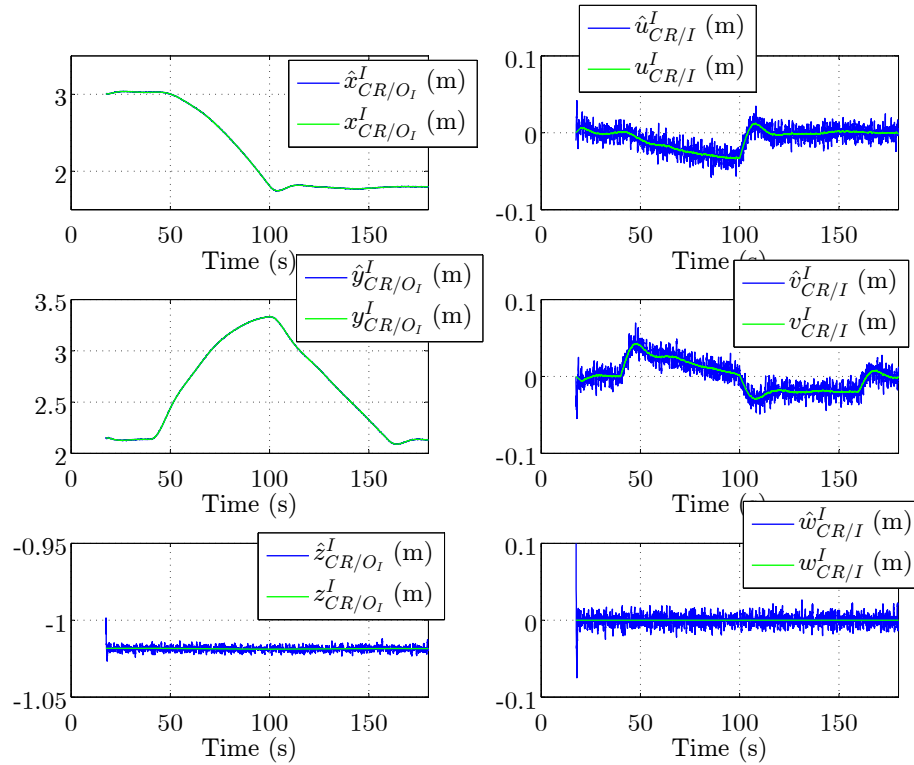 3
2
0 50 100 150
Time (s)
x̂^I_{CR/O_I} (m)
x^I_{CR/O_I} (m)
0.1
0
-0.1
0 50 100 150
Time (s)
û^I_{CR/I} (m)
u^I_{CR/I} (m)
3.5
3
2.5
2
0 50 100 150
Time (s)
ŷ^I_{CR/O_I} (m)
y^I_{CR/O_I} (m)
0.1
0
-0.1
0 50 100 150
Time (s)
v̂^I_{CR/I} (m)
v^I_{CR/I} (m)
-0.95
-1
-1.05
0 50 100 150
Time (s)
ẑ^I_{CR/O_I} (m)
z^I_{CR/O_I} (m)
0.1
0
-0.1
0 50 100 150
Time (s)
ŵ^I_{CR/I} (m)
w^I_{CR/I} (m)